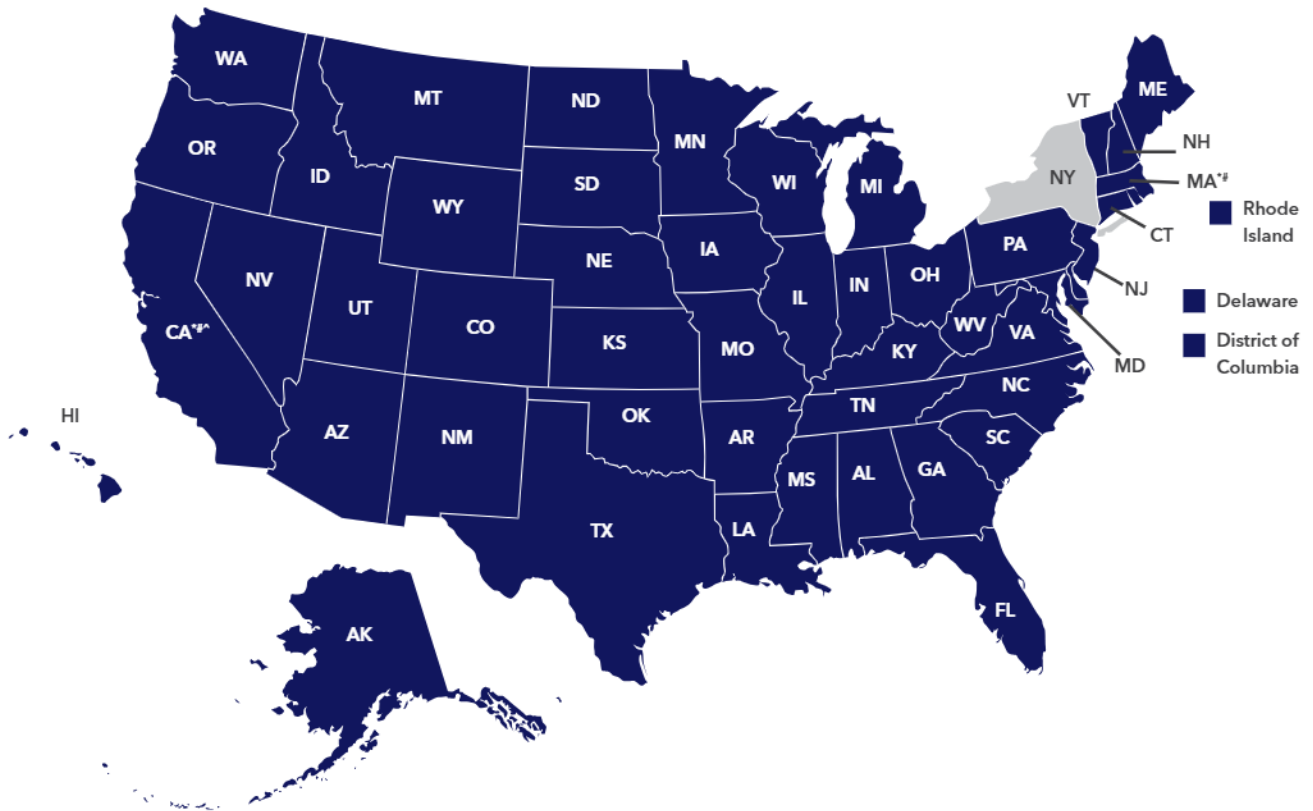 WA
MT
ND
MN
ME
VT
OR
ID
SD
WI
MI
NY
NH
MA*#
Rhode
Island
WY
IA
PA
CT
NV
NE
OH
NJ
UT
IL
IN
Delaware
CA*#^
CO
KS
MO
WV
VA
District of
Columbia
KY
MD
NC
HI
AZ
NM
OK
TN
AR
SC
MS
AL
GA
TX
LA
FL
AK